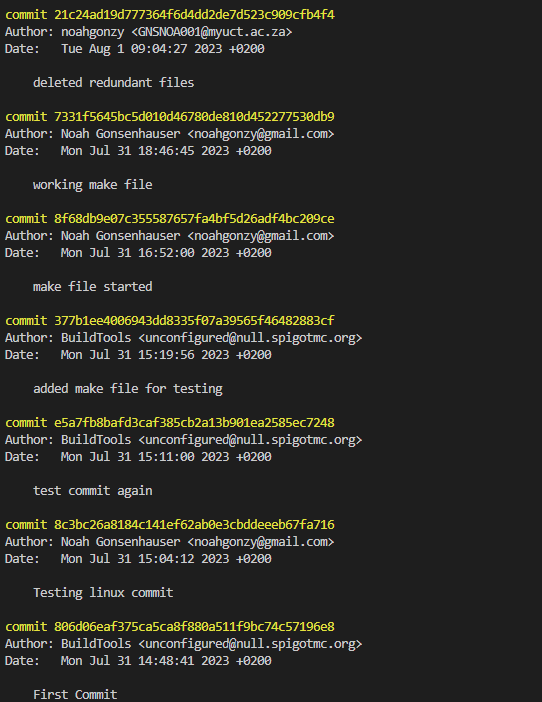 commit 21c24ad19d777364f6d4dd2de7d523c909cfb4f4
Author: noahgonzy <GNSNOA001@myuct.ac.za>
Date:   Tue Aug 1 09:04:27 2023 +0200
deleted redundant files
commit 7331f5645bc5d010d46780de810d452277530db9
Author: Noah Gonsenhauser <noahgonzy@gmail.com>
Date:   Mon Jul 31 18:46:45 2023 +0200
working make file
commit 8f68db9e07c355587657fa4bf5d26adf4bc209ce
Author: Noah Gonsenhauser <noahgonzy@gmail.com>
Date:   Mon Jul 31 16:52:00 2023 +0200
make file started
commit 377b1ee4006943dd8335f07a39565f46482883cf
Author: BuildTools <unconfigured@null.spigotmc.org>
Date:   Mon Jul 31 15:19:56 2023 +0200
added make file for testing
commit e5a7fb8bafd3caf385cb2a13b901ea2585ec7248
Author: BuildTools <unconfigured@null.spigotmc.org>
Date:   Mon Jul 31 15:11:00 2023 +0200
test commit again
commit 8c3bc26a8184c141ef62ab0e3cbddeeeb67fa716
Author: Noah Gonsenhauser <noahgonzy@gmail.com>
Date:   Mon Jul 31 15:04:12 2023 +0200
Testing linux commit
commit 806d06eaf375ca5ca8f880a511f9bc74c57196e8
Author: BuildTools <unconfigured@null.spigotmc.org>
Date:   Mon Jul 31 14:48:41 2023 +0200
First Commit